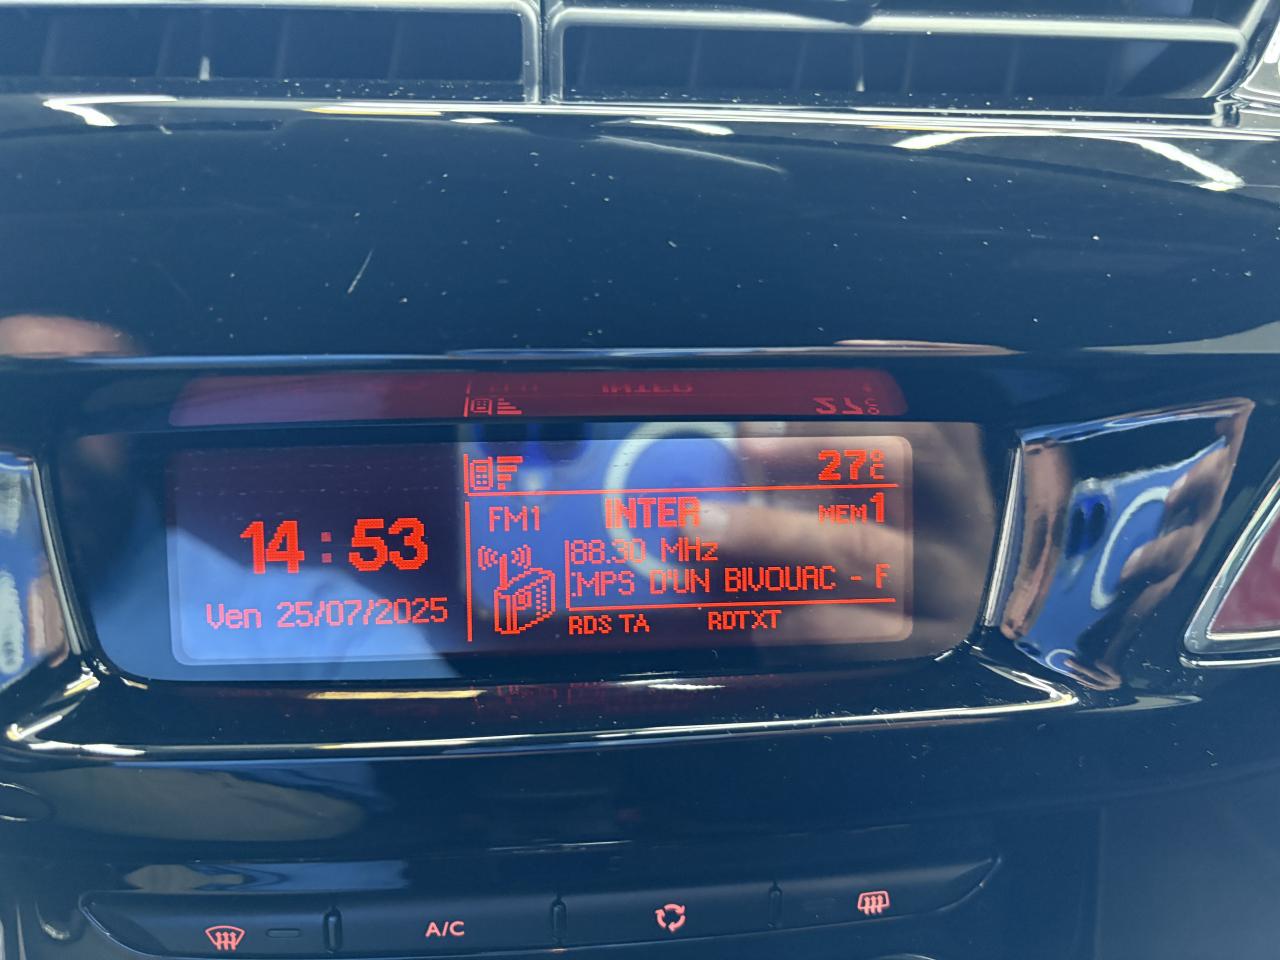 27°C
14:53
Ven 25/07/2025
FM1 INTER MEM1
88.30 MHz
MPS D'UN BIVOUAC - F
RDS TA RDTXT
A/C